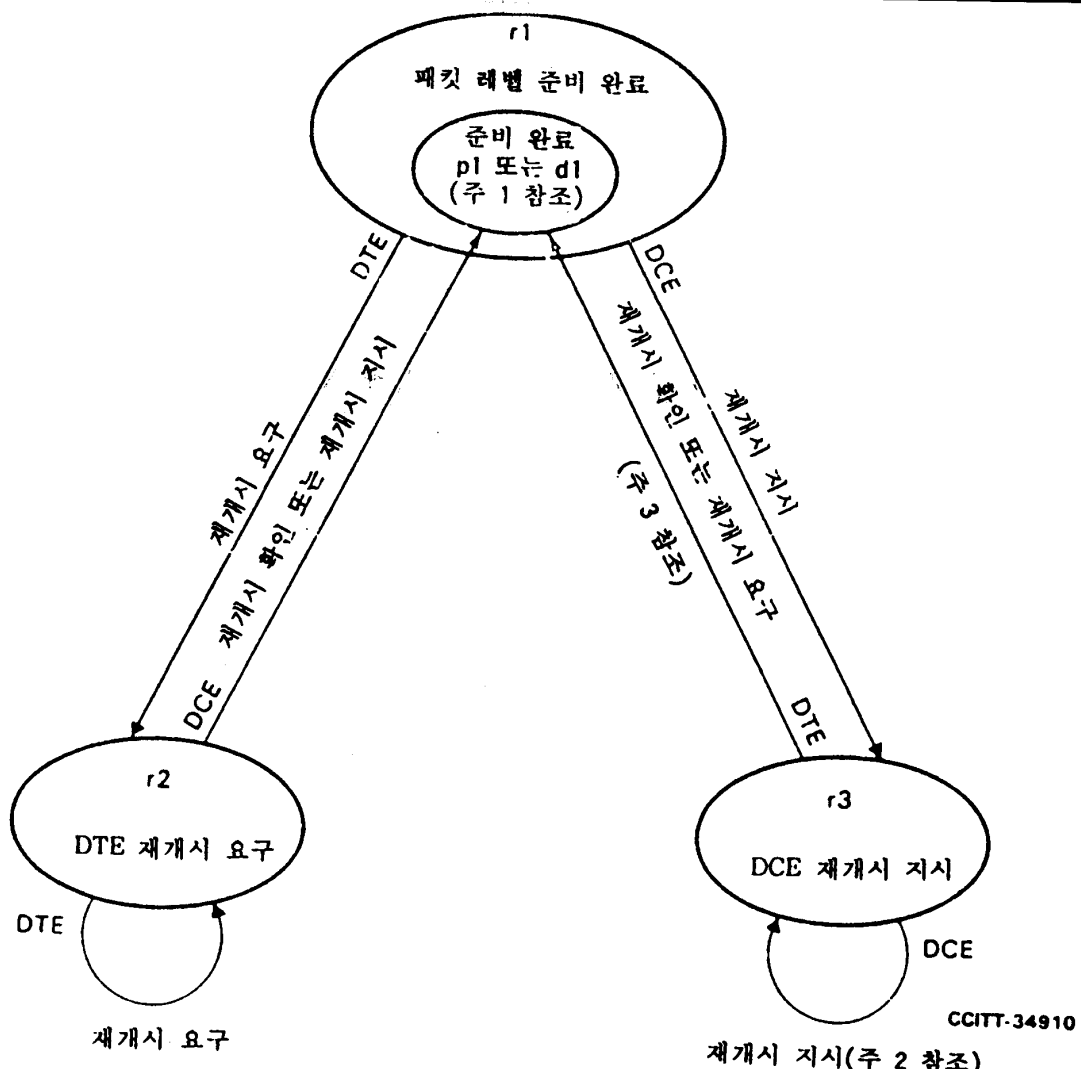 r1
패킷 레벨 준비 완료
준비 완료
p1 또는 d1
(주 1 참조)
DTE
DCE
재개시 요구
재개시 확인 또는 재개시 지시
DCE
재개시 확인 또는 재개시 요구
(주 3 참조)
재개시 지시
DTE
r2
DTE 재개시 요구
DTE
재개시 요구
r3
DCE 재개시 지시
DCE
CCITT-34910
재개시 지시(주 2 참조)